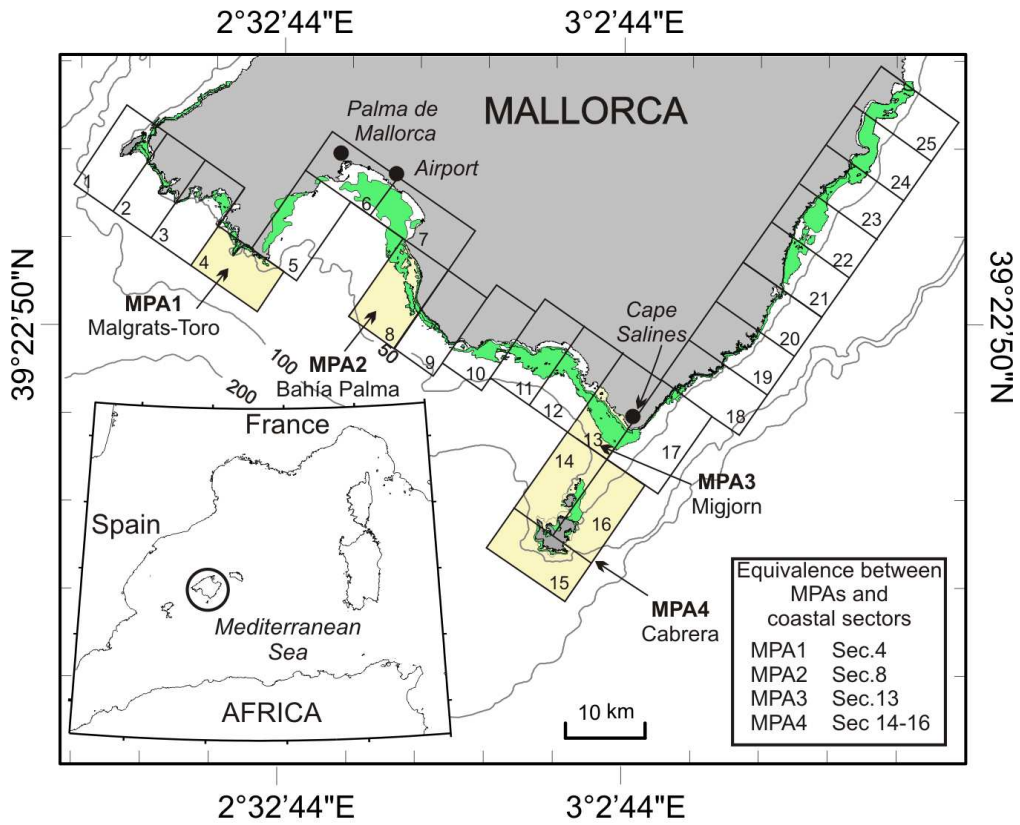 2°32’44"E
3°2’44"E
MALLORCA
Palma de
Mallorca
Airport
25
24
23
22
21
20
19
18
17
1
2
3
4
5
6
7
8
9
10
11
12
13
14
15
16
39°22’50"N
39°22’50"N
MPA1
Malgrats-Toro
MPA2
Bahía Palma
50
100
200
Cape
Salines
MPA3
Migjorn
MPA4
Cabrera
France
Spain
Mediterranean
Sea
AFRICA
10 km
Equivalence between
MPAs and
coastal sectors
MPA1 Sec.4
MPA2 Sec.8
MPA3 Sec.13
MPA4 Sec 14-16
2°32’44"E
3°2’44"E